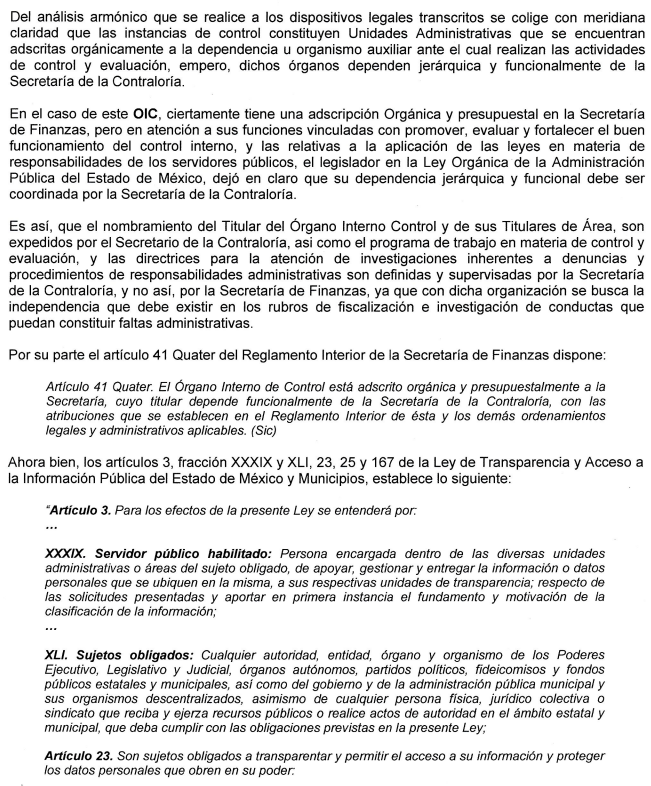 Del análisis armónico que se realice a los dispositivos legales transcritos se colige con meridiana
claridad que las instancias de control constituyen Unidades Administrativas que se encuentran
adscritas orgánicamente a la dependencia u organismo auxiliar ante el cual realizan las actividades
de control y evaluación, empero, dichos órganos dependen jerárquica y funcionalmente de la
Secretaría de la Contraloría.
En el caso de este OIC, ciertamente tiene una adscripción Orgánica y presupuestal en la Secretaría
de Finanzas, pero en atención a sus funciones vinculadas con promover, evaluar y fortalecer el buen
funcionamiento del control interno, y las relativas a la aplicación de las leyes en materia de
responsabilidades de los servidores públicos, el legislador en la Ley Orgánica de la Administración
Pública del Estado de México, dejó en claro que su dependencia jerárquica y funcional debe ser
coordinada por la Secretaría de la Contraloría.
Es así, que el nombramiento del Titular del Órgano Interno Control y de sus Titulares de Área, son
expedidos por el Secretario de la Contraloría, asi como el programa de trabajo en materia de control y
evaluación, y las directrices para la atención de investigaciones inherentes a denuncias y
procedimientos de responsabilidades administrativas son definidas y supervisadas por la Secretaría
de la Contraloría, y no así, por la Secretaría de Finanzas, ya que con dicha organización se busca la
independencia que debe existir en los rubros de fiscalización e investigación de conductas que
puedan constituir faltas administrativas.
Por su parte el artículo 41 Quater del Reglamento Interior de la Secretaría de Finanzas dispone:
Artículo 41 Quater. El Órgano Interno de Control está adscrito orgánica y presupuestalmente a la
Secretaría, cuyo titular depende funcionalmente de la Secretaría de la Contraloría, con las
atribuciones que se establecen en el Reglamento Interior de ésta y los demás ordenamientos
legales y administrativos aplicables. (Sic)
Ahora bien, los artículos 3, fracción XXXIX y XLI, 23, 25 y 167 de la Ley de Transparencia y Acceso a
la Información Pública del Estado de México y Municipios, establece lo siguiente:
“Artículo 3. Para los efectos de la presente Ley se entenderá por:
...
XXXIX. Servidor público habilitado: Persona encargada dentro de las diversas unidades
administrativas o áreas del sujeto obligado, de apoyar, gestionar y entregar la información o datos
personales que se ubiquen en la misma, a sus respectivas unidades de transparencia; respecto de
las solicitudes presentadas y aportar en primera instancia el fundamento y motivación de la
clasificación de la información;
...
XLI. Sujetos obligados: Cualquier autoridad, entidad, órgano y organismo de los Poderes
Ejecutivo, Legislativo y Judicial, órganos autónomos, partidos políticos, fideicomisos y fondos
públicos estatales y municipales, así como del gobierno y de la administración pública municipal y
sus organismos descentralizados, asimismo de cualquier persona física, jurídico colectiva o
sindicato que reciba y ejerza recursos públicos o realice actos de autoridad en el ámbito estatal y
municipal, que deba cumplir con las obligaciones previstas en la presente Ley;
Artículo 23. Son sujetos obligados a transparentar y permitir el acceso a su información y proteger
los datos personales que obren en su poder: